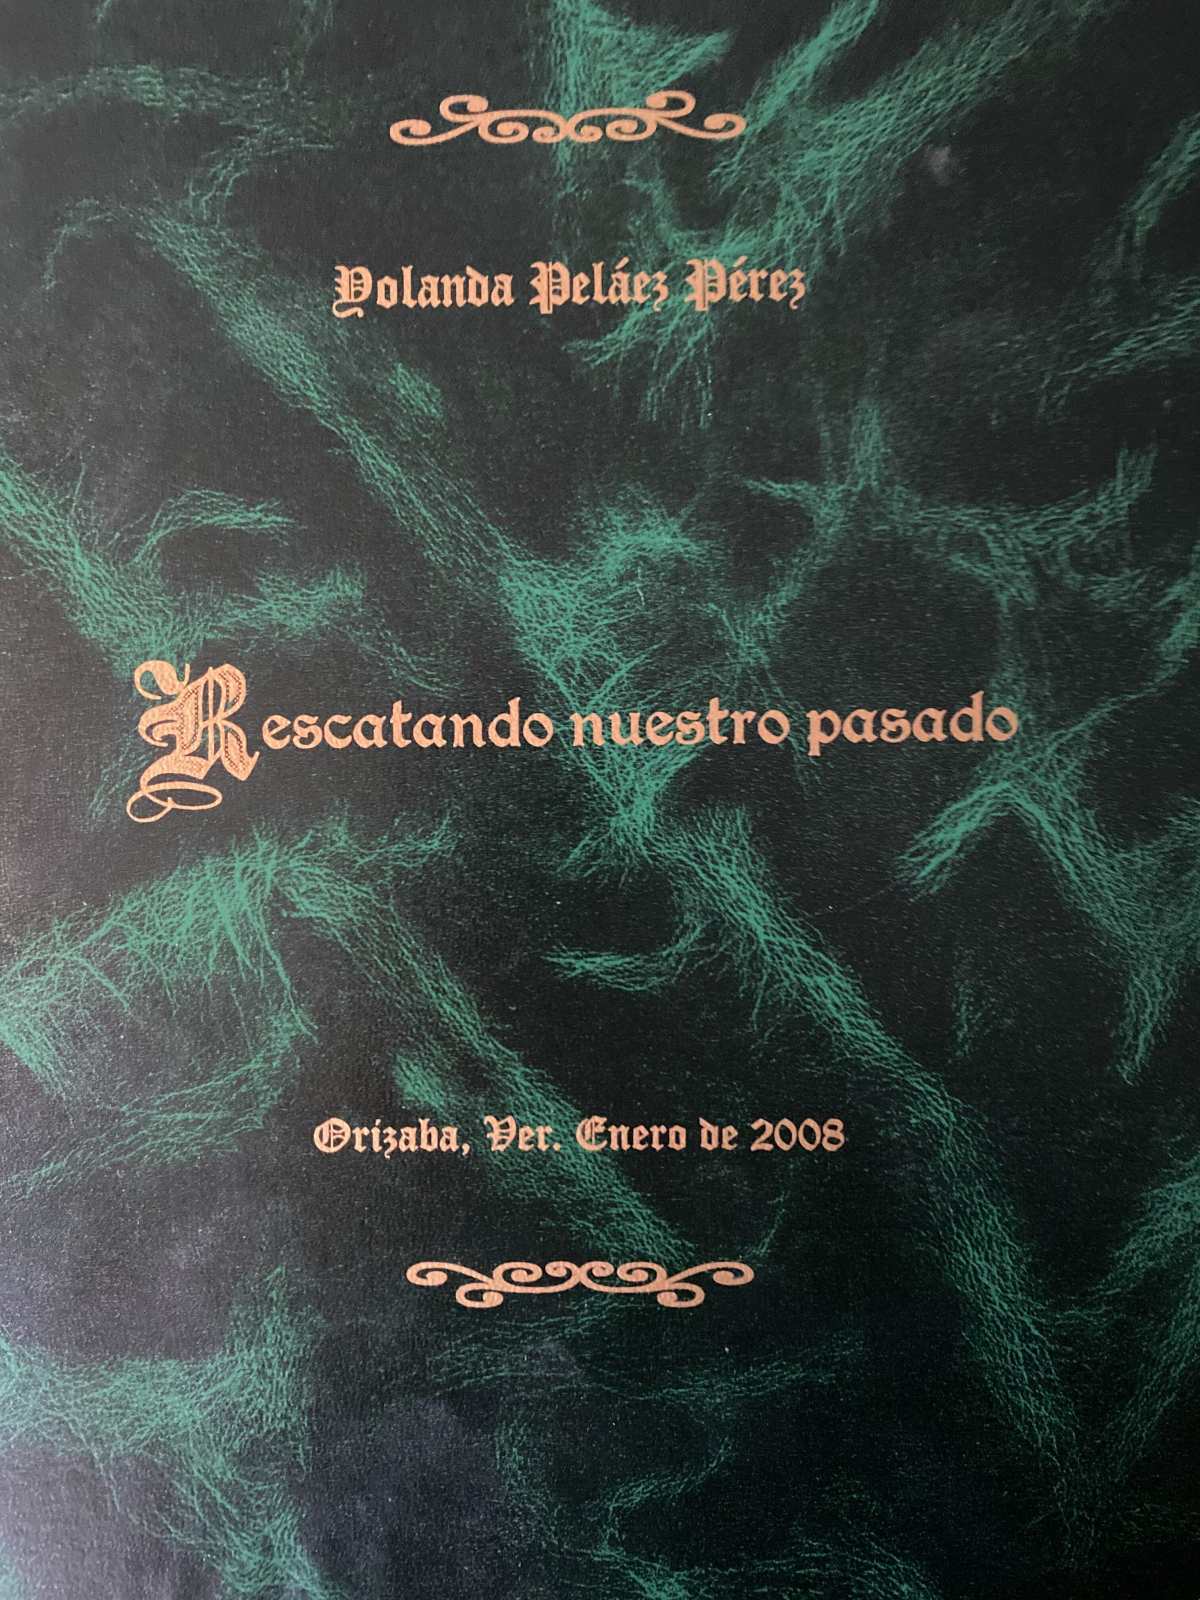 Yolanda Peláez Pérez
Rescatando nuestro pasado
Orizaba, Ver. Enero de 2008